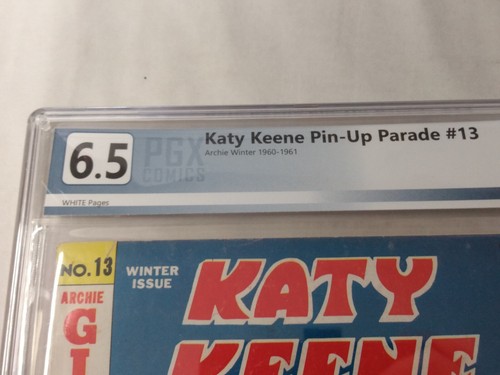 6.5
PGX
COMICS
Katy Keene Pin-Up Parade #13
Archie Winter 1960-1961
WHITE Pages
NO.13
WINTER
ISSUE
KATY
ARCHIE
KEENE